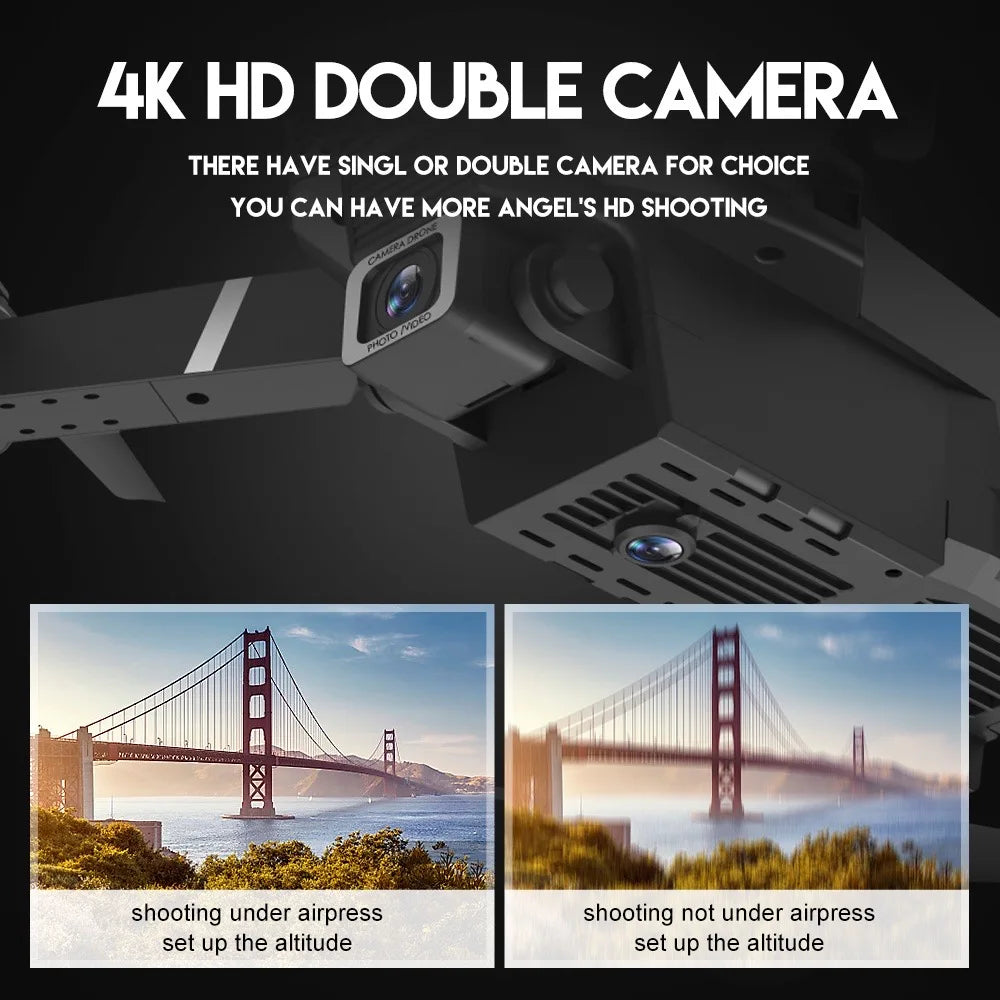 4K HD DOUBLE CAMERA
THERE HAVE SINGL OR DOUBLE CAMERA FOR CHOICE
YOU CAN HAVE MORE ANGEL'S HD SHOOTING
CAMERA DRONE
PHOTO /VIDEO
shooting under airpress
set up the altitude
shooting not under airpress
set up the altitude